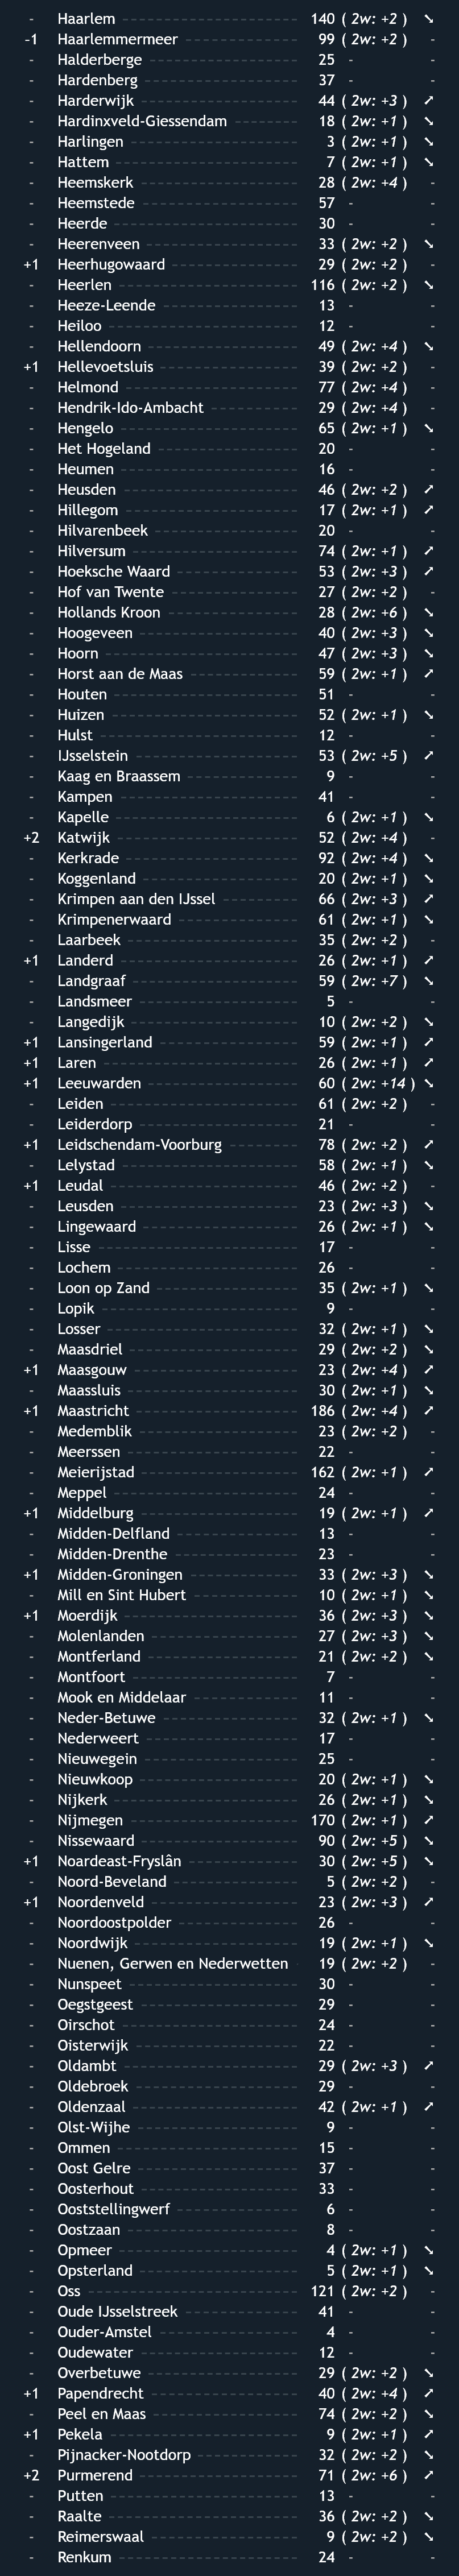 - Haarlem 140 ( 2w: +2 ) ↘
-1 Haarlemmermeer 99 ( 2w: +2 ) -
- Halderberge 25 - -
- Hardenberg 37 - -
- Harderwijk 44 ( 2w: +3 ) ↗
- Hardinxveld-Giessendam 18 ( 2w: +1 ) ↘
- Harlingen 3 ( 2w: +1 ) ↘
- Hattem 7 ( 2w: +1 ) ↘
- Heemskerk 28 ( 2w: +4 ) -
- Heemstede 57 - -
- Heerde 30 - -
- Heerenveen 33 ( 2w: +2 ) ↘
+1 Heerhugowaard 29 ( 2w: +2 ) -
- Heerlen 116 ( 2w: +2 ) ↘
- Heeze-Leende 13 - -
- Heiloo 12 - -
- Hellendoorn 49 ( 2w: +4 ) ↘
+1 Hellevoetsluis 39 ( 2w: +2 ) -
- Helmond 77 ( 2w: +4 ) -
- Hendrik-Ido-Ambacht 29 ( 2w: +4 ) -
- Hengelo 65 ( 2w: +1 ) ↘
- Het Hogeland 20 - -
- Heumen 16 - -
- Heusden 46 ( 2w: +2 ) ↗
- Hillegom 17 ( 2w: +1 ) ↗
- Hilvarenbeek 20 - -
- Hilversum 74 ( 2w: +1 ) ↗
- Hoeksche Waard 53 ( 2w: +3 ) ↗
- Hof van Twente 27 ( 2w: +2 ) -
- Hollands Kroon 28 ( 2w: +6 ) ↘
- Hoogeveen 40 ( 2w: +3 ) ↘
- Hoorn 47 ( 2w: +3 ) ↘
- Horst aan de Maas 59 ( 2w: +1 ) ↗
- Houten 51 - -
- Huizen 52 ( 2w: +1 ) ↘
- Hulst 12 - -
- IJsselstein 53 ( 2w: +5 ) ↗
- Kaag en Braassem 9 - -
- Kampen 41 - -
- Kapelle 6 ( 2w: +1 ) ↘
+2 Katwijk 52 ( 2w: +4 ) -
- Kerkrade 92 ( 2w: +4 ) ↘
- Koggenland 20 ( 2w: +1 ) ↘
- Krimpen aan den IJssel 66 ( 2w: +3 ) ↗
- Krimpenerwaard 61 ( 2w: +1 ) ↘
- Laarbeek 35 ( 2w: +2 ) -
+1 Landerd 26 ( 2w: +1 ) ↗
- Landgraaf 59 ( 2w: +7 ) ↘
- Landsmeer 5 - -
- Langedijk 10 ( 2w: +2 ) ↘
+1 Lansingerland 59 ( 2w: +1 ) ↗
+1 Laren 26 ( 2w: +1 ) ↗
+1 Leeuwarden 60 ( 2w: +14 ) ↘
- Leiden 61 ( 2w: +2 ) -
- Leiderdorp 21 - -
+1 Leidschendam-Voorburg 78 ( 2w: +2 ) ↗
- Lelystad 58 ( 2w: +1 ) ↘
+1 Leudal 46 ( 2w: +2 ) -
- Leusden 23 ( 2w: +3 ) ↘
- Lingewaard 26 ( 2w: +1 ) ↘
- Lisse 17 - -
- Lochem 26 - -
- Loon op Zand 35 ( 2w: +1 ) ↘
- Lopik 9 - -
- Losser 32 ( 2w: +1 ) ↘
- Maasdriel 29 ( 2w: +2 ) ↘
+1 Maasgouw 23 ( 2w: +4 ) ↗
- Maassluis 30 ( 2w: +1 ) ↘
+1 Maastricht 186 ( 2w: +4 ) ↗
- Medemblik 23 ( 2w: +2 ) -
- Meerssen 22 - -
- Meierijstad 162 ( 2w: +1 ) ↗
- Meppel 24 - -
+1 Middelburg 19 ( 2w: +1 ) ↗
- Midden-Delfland 13 - -
- Midden-Drenthe 23 - -
+1 Midden-Groningen 33 ( 2w: +3 ) ↘
- Mill en Sint Hubert 10 ( 2w: +1 ) ↘
+1 Moerdijk 36 ( 2w: +3 ) ↘
- Molenlanden 27 ( 2w: +3 ) ↘
- Montferland 21 ( 2w: +2 ) ↘
- Montfoort 7 - -
- Mook en Middelaar 11 - -
- Neder-Betuwe 32 ( 2w: +1 ) ↘
- Nederweert 17 - -
- Nieuwegein 25 - -
- Nieuwkoop 20 ( 2w: +1 ) ↘
- Nijkerk 26 ( 2w: +1 ) ↘
- Nijmegen 170 ( 2w: +1 ) ↗
- Nissewaard 90 ( 2w: +5 ) ↘
+1 Noardeast-Fryslân 30 ( 2w: +5 ) ↘
- Noord-Beveland 5 ( 2w: +2 ) -
+1 Noordenveld 23 ( 2w: +3 ) ↗
- Noordoostpolder 26 - -
- Noordwijk 19 ( 2w: +1 ) ↘
- Nuenen, Gerwen en Nederwetten 19 ( 2w: +2 ) -
- Nunspeet 30 - -
- Oegstgeest 29 - -
- Oirschot 24 - -
- Oisterwijk 22 - -
- Oldambt 29 ( 2w: +3 ) ↗
- Oldebroek 29 - -
- Oldenzaal 42 ( 2w: +1 ) ↗
- Olst-Wijhe 9 - -
- Ommen 15 - -
- Oost Gelre 37 - -
- Oosterhout 33 - -
- Ooststellingwerf 6 - -
- Oostzaan 8 - -
- Opmeer 4 ( 2w: +1 ) ↘
- Opsterland 5 ( 2w: +1 ) ↘
- Oss 121 ( 2w: +2 ) -
- Oude IJsselstreek 41 - -
- Ouder-Amstel 4 - -
- Oudewater 12 - -
- Overbetuwe 29 ( 2w: +2 ) ↘
+1 Papendrecht 40 ( 2w: +4 ) ↗
- Peel en Maas 74 ( 2w: +2 ) ↘
+1 Pekela 9 ( 2w: +1 ) ↗
- Pijnacker-Nootdorp 32 ( 2w: +2 ) ↘
+2 Purmerend 71 ( 2w: +6 ) ↗
- Putten 13 - -
- Raalte 36 ( 2w: +2 ) ↘
- Reimerswaal 9 ( 2w: +2 ) ↘
- Renkum 24 - -